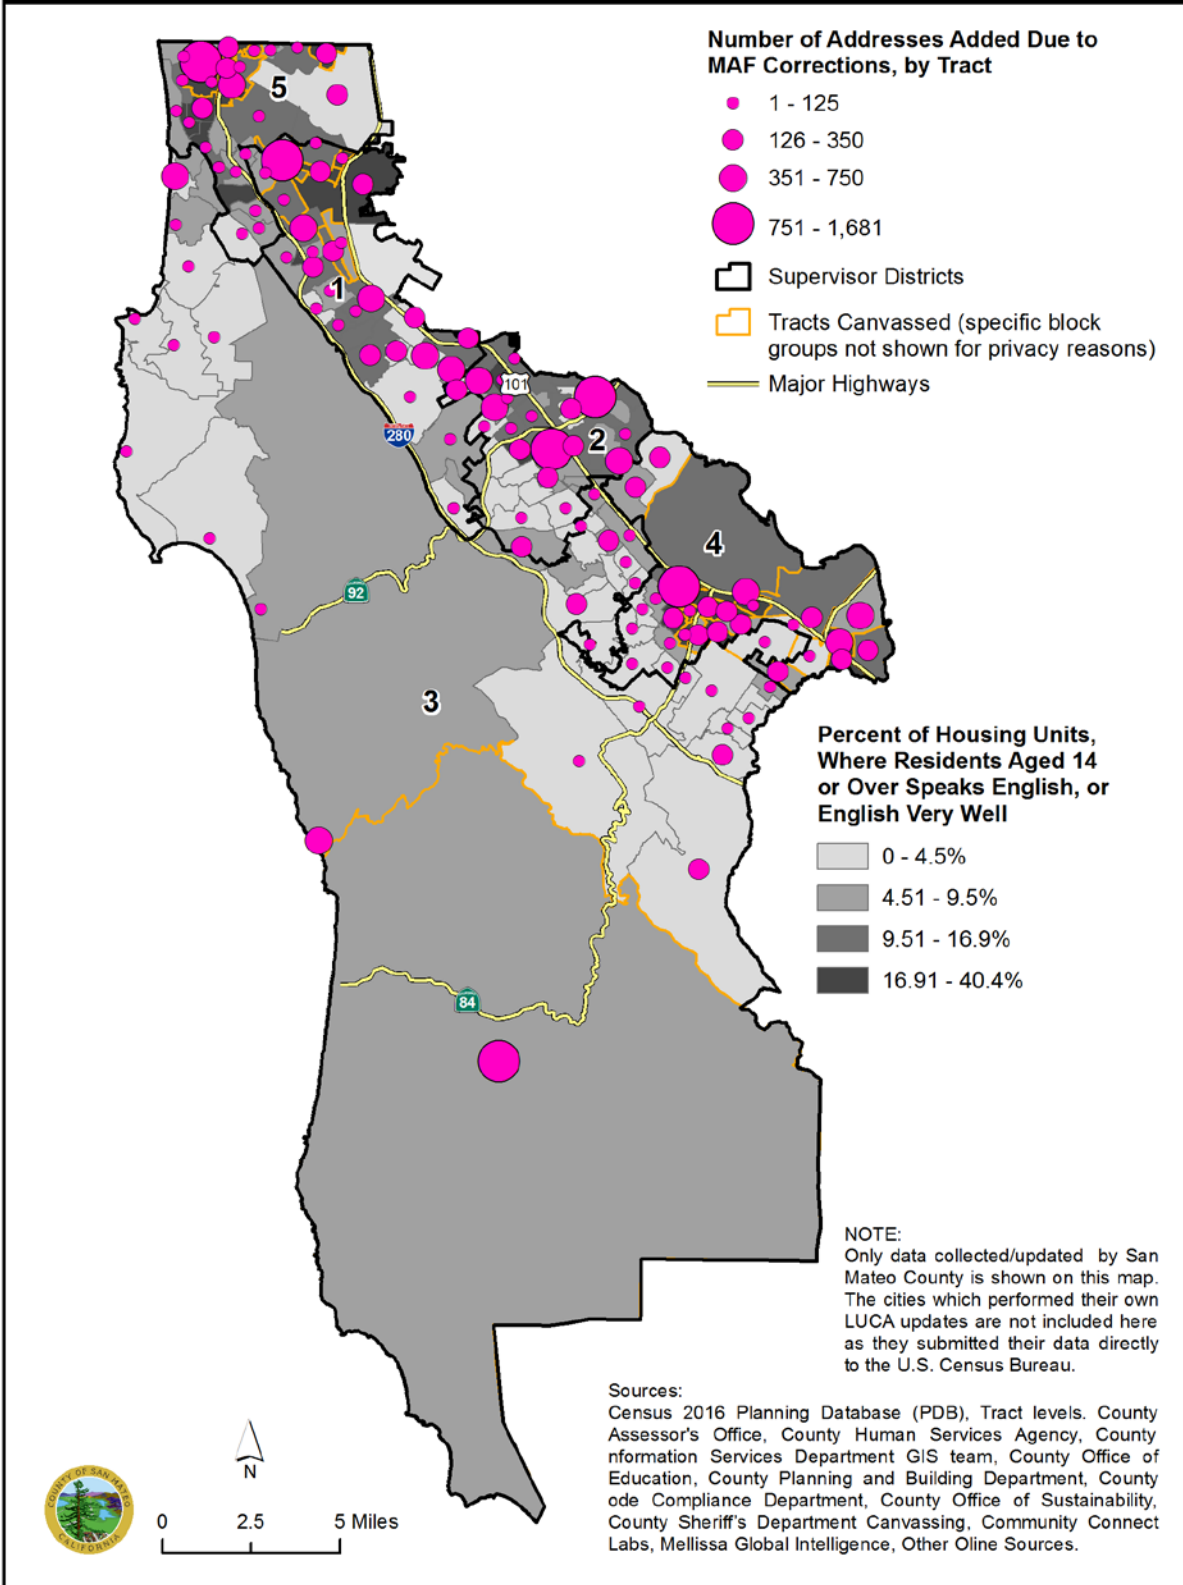 Number of Addresses Added Due to
MAF Corrections, by Tract
1 - 125
126 - 350
351 - 750
751 - 1,681
Supervisor Districts
Tracts Canvassed (specific block
groups not shown for privacy reasons)
Major Highways
5
1
101
280
2
4
92
3
84
Percent of Housing Units,
Where Residents Aged 14
or Over Speaks English, or
English Very Well
0 - 4.5%
4.51 - 9.5%
9.51 - 16.9%
16.91 - 40.4%
NOTE:
Only data collected/updated by San
Mateo County is shown on this map.
The cities which performed their own
LUCA updates are not included here
as they submitted their data directly
to the U.S. Census Bureau.
Sources:
Census 2016 Planning Database (PDB), Tract levels. County
Assessor's Office, County Human Services Agency, County
nformation Services Department GIS team, County Office of
Education, County Planning and Building Department, County
ode Compliance Department, County Office of Sustainability,
County Sheriff's Department Canvassing, Community Connect
Labs, Mellissa Global Intelligence, Other Oline Sources.
N
COUNTY OF SAN MATEO
CALIFORNIA
0 2.5 5 Miles